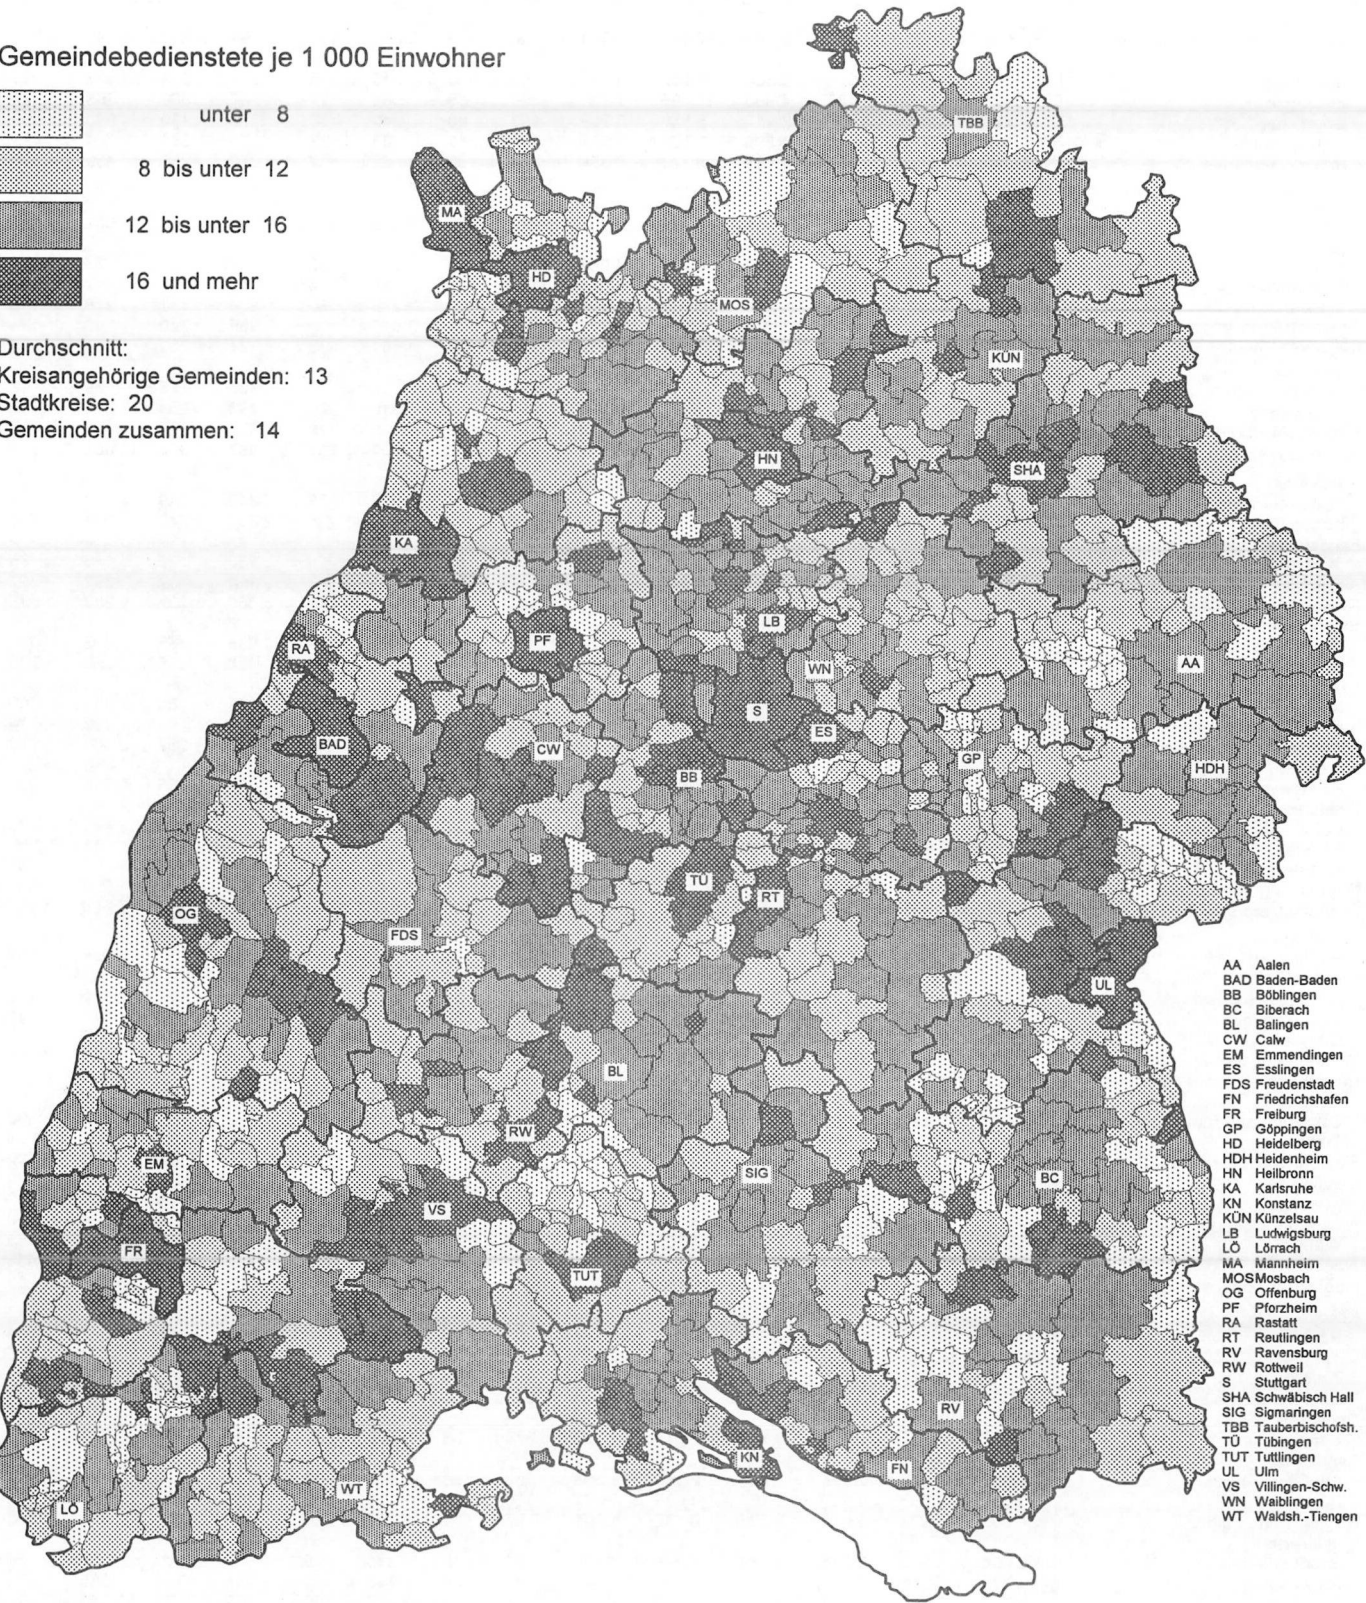 Gemeindebedienstete je 1 000 Einwohner
unter 8
8 bis unter 12
12 bis unter 16
16 und mehr
Durchschnitt:
Kreisangehörige Gemeinden: 13
Stadtkreise: 20
Gemeinden zusammen: 14
TBB
MA
HD
MOS
KÜN
HN
SHA
KA
LB
RA
PF
WN
AA
S
BAD
ES
CW
GP
BB
HDH
TÜ
RT
OG
FDS
UL
BL
RW
EM
SIG
BC
VS
FR
TUT
RV
KN
FN
WT
LÖ
AA Aalen
BAD Baden-Baden
BB Böblingen
BC Biberach
BL Balingen
CW Calw
EM Emmendingen
ES Esslingen
FDS Freudenstadt
FN Friedrichshafen
FR Freiburg
GP Göppingen
HD Heidelberg
HDH Heidenheim
HN Heilbronn
KA Karlsruhe
KN Konstanz
KÜN Künzelsau
LB Ludwigsburg
LÖ Lörrach
MA Mannheim
MOS Mosbach
OG Offenburg
PF Pforzheim
RA Rastatt
RT Reutlingen
RV Ravensburg
RW Rottweil
S Stuttgart
SHA Schwäbisch Hall
SIG Sigmaringen
TBB Tauberbischofsh.
TÜ Tübingen
TUT Tuttlingen
UL Ulm
VS Villingen-Schw.
WN Waiblingen
WT Waldsh.-Tiengen